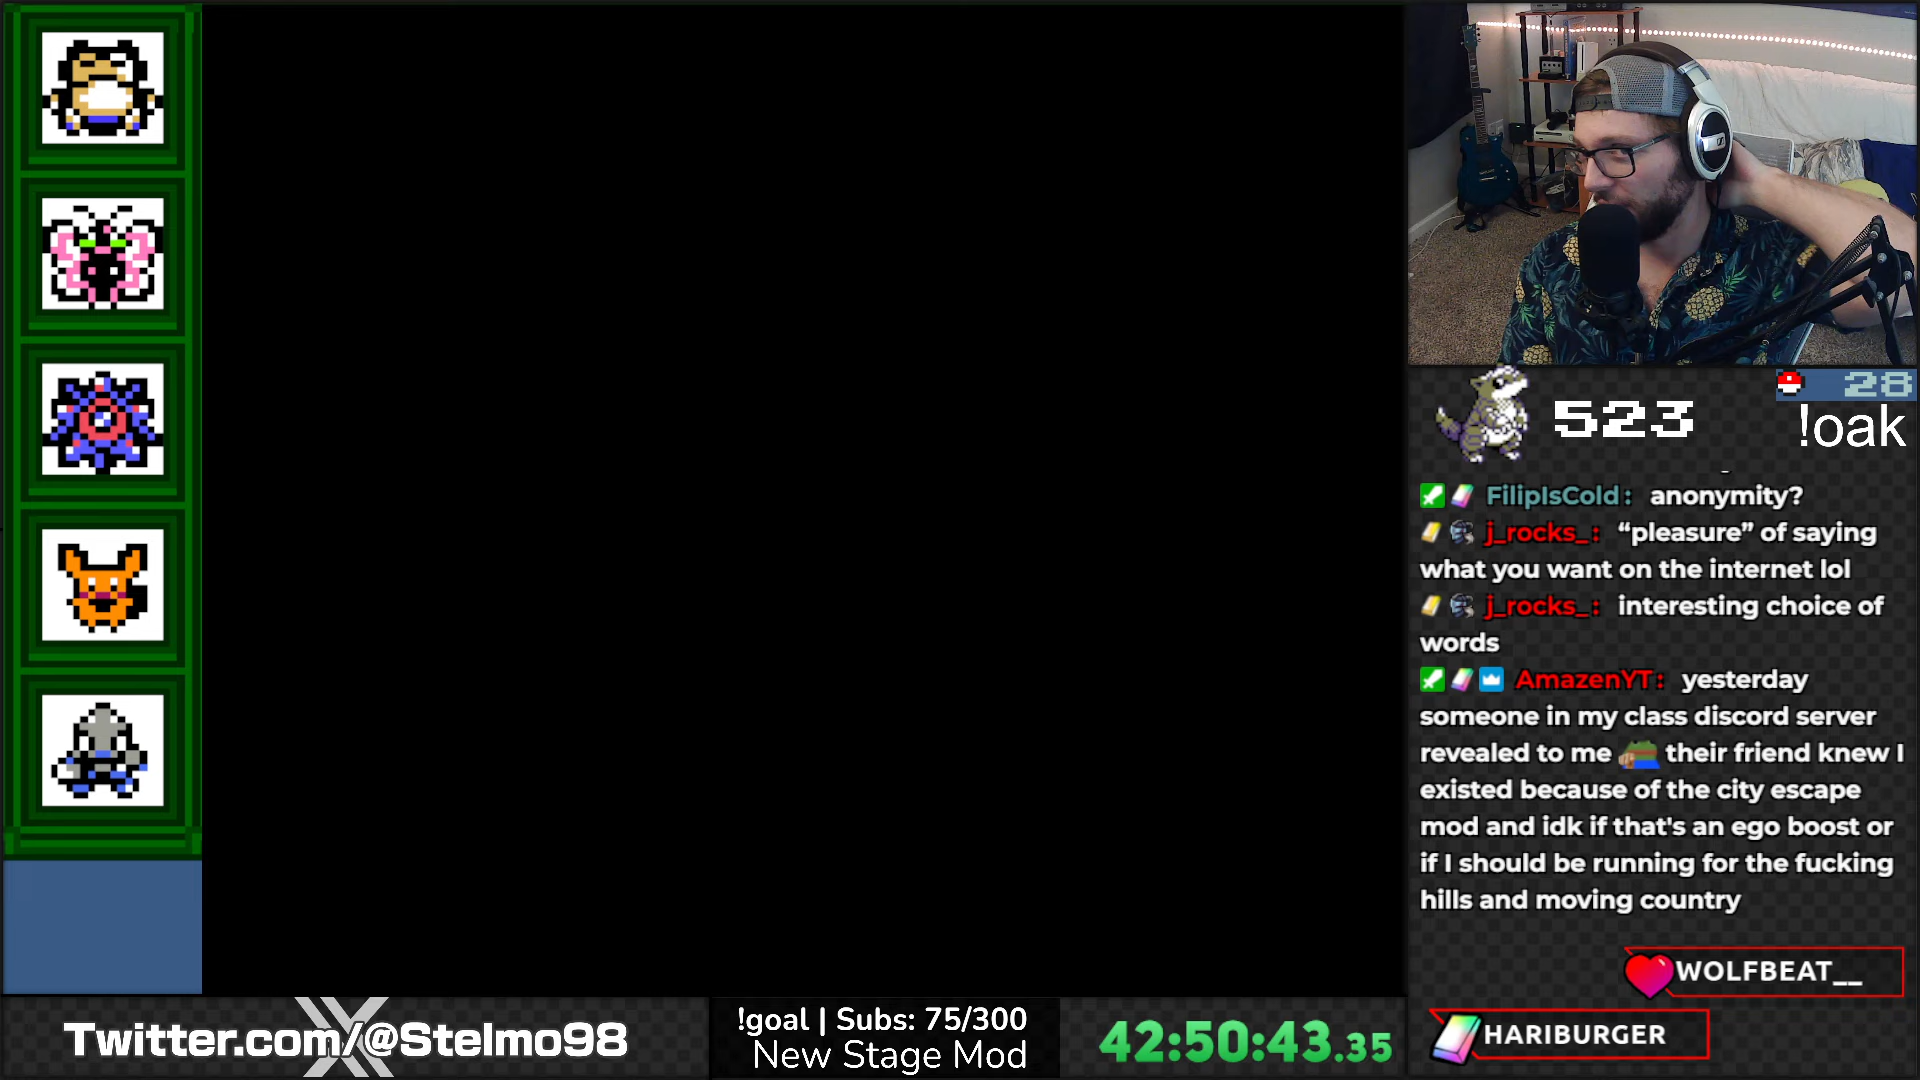 28
523
!oak
FilipIsCold: anonymity?
j_rocks_: “pleasure” of saying
what you want on the internet lol
j_rocks_: interesting choice of
words
AmazenYT: yesterday
someone in my class discord server
revealed to me their friend knew I
existed because of the city escape
mod and idk if that's an ego boost or
if I should be running for the fucking
hills and moving country
WOLFBEAT__
HARIBURGER
Twitter.com/@Stelmo98
!goal | Subs: 75/300
New Stage Mod
42:50:43.35